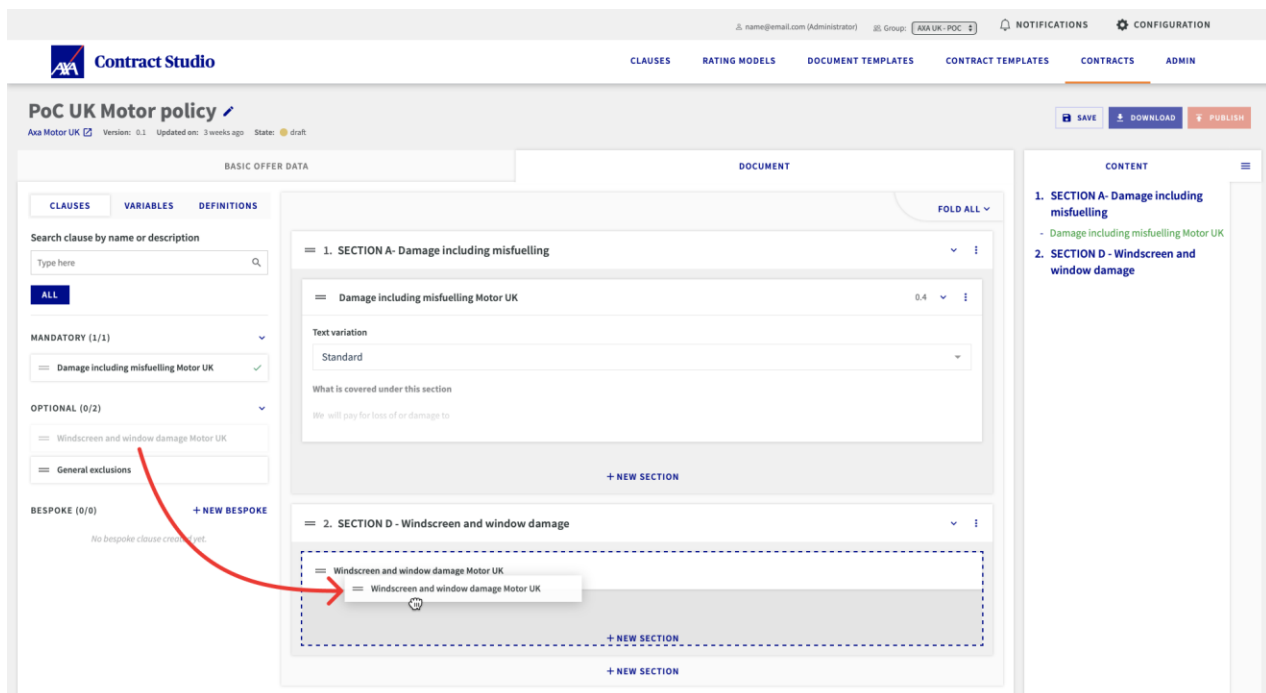 name@email.com (Administrator)
Group: AXA UK - POC
NOTIFICATIONS
CONFIGURATION
AXA
Contract Studio
CLAUSES
RATING MODELS
DOCUMENT TEMPLATES
CONTRACT TEMPLATES
CONTRACTS
ADMIN
PoC UK Motor policy
Axa Motor UK Version: 0.1 Updated on: 3 weeks ago State: draft
SAVE
DOWNLOAD
PUBLISH
BASIC OFFER DATA
DOCUMENT
CONTENT
CLAUSES
VARIABLES
DEFINITIONS
Search clause by name or description
Type here
ALL
MANDATORY (1/1)
Damage including misfuelling Motor UK
OPTIONAL (0/2)
Windscreen and window damage Motor UK
General exclusions
BESPOKE (0/0)
+ NEW BESPOKE
No bespoke clause created yet.
FOLD ALL
1. SECTION A- Damage including misfuelling
Damage including misfuelling Motor UK
0.4
Text variation
Standard
What is covered under this section
We will pay for loss of or damage to
+ NEW SECTION
2. SECTION D - Windscreen and window damage
Windscreen and window damage Motor UK
Windscreen and window damage Motor UK
+ NEW SECTION
+ NEW SECTION
1. SECTION A- Damage including
misfuelling
- Damage including misfuelling Motor UK
2. SECTION D - Windscreen and
window damage